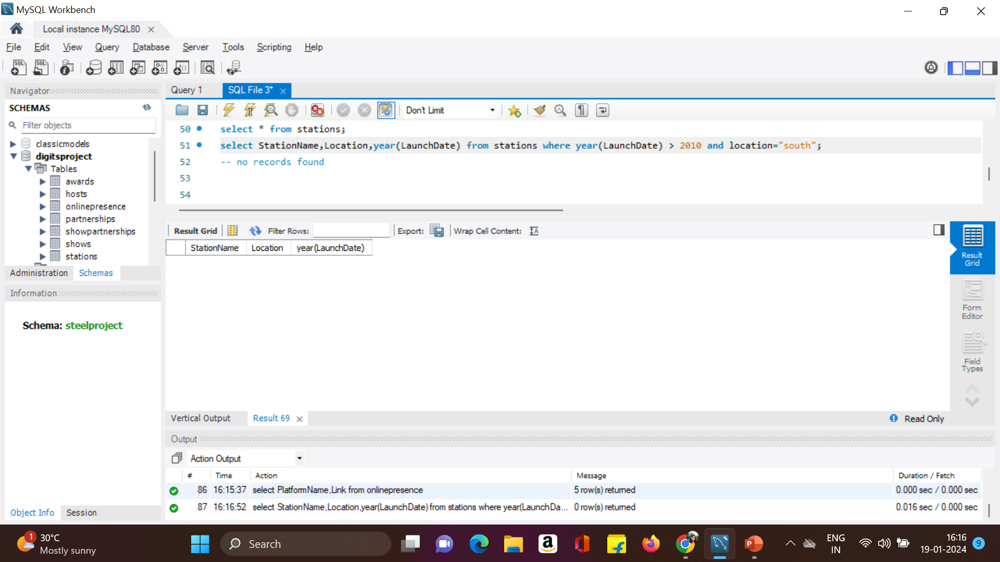 MySQL Workbench
Local instance MySQL80
File Edit View Query Database Server Tools Scripting Help
SQL SQL
Navigator
Query 1 SQL File 3*
SCHEMAS
Don't Limit
Filter objects
50 select * from stations;
classicmodels
51 select StationName,Location,year(LaunchDate) from stations where year(LaunchDate) > 2010 and location="south";
digitsproject
52 -- no records found
Tables
53
awards
hosts
54
onlinepresence
partnerships
showpartnerships
shows
stations
Result Grid Filter Rows: Export: Wrap Cell Content: IA
StationName Location year(LaunchDate)
Result
Grid
Administration Schemas
Information
Form
Editor
Schema: steelproject
Field
Types
Vertical Output Result 69
Read Only
Output
Action Output
# Time Action Message Duration / Fetch
86 16:15:37 select PlatformName,Link from onlinepresence 5 row(s) returned 0.000 sec / 0.000 sec
87 16:16:52 select StationName,Location,year(LaunchDate) from stations where year(LaunchDa... 0 row(s) returned 0.016 sec / 0.000 sec
Object Info Session
1
30°C
Mostly sunny
Search
a
P
ENG
IN
16:16
19-01-2024
9